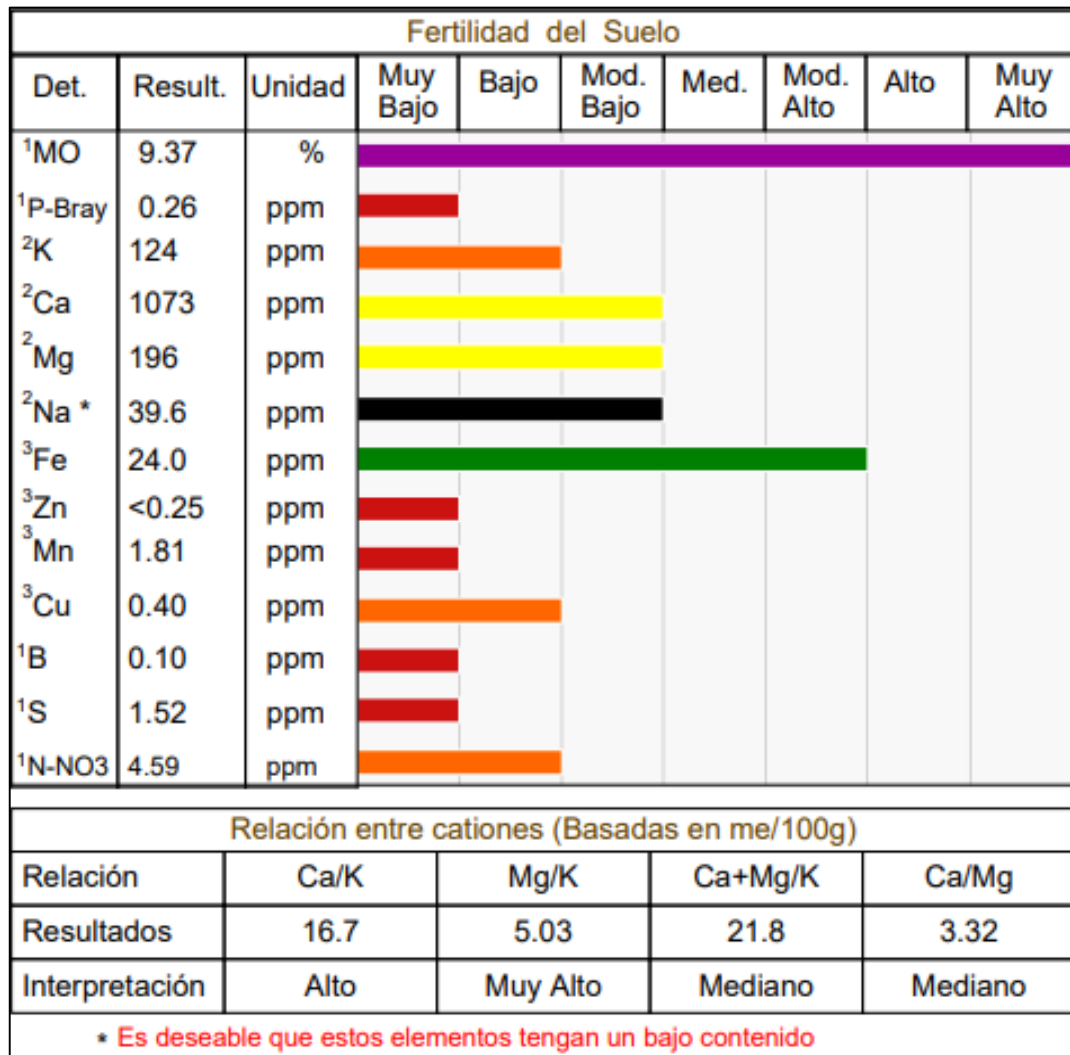 Fertilidad del Suelo
Det. Result. Unidad Muy Bajo Bajo Mod. Bajo Med. Mod. Alto Alto Muy Alto
¹MO 9.37 %
¹P-Bray 0.26 ppm
²K 124 ppm
²Ca 1073 ppm
²Mg 196 ppm
²Na * 39.6 ppm
³Fe 24.0 ppm
³Zn <0.25 ppm
³Mn 1.81 ppm
³Cu 0.40 ppm
¹B 0.10 ppm
¹S 1.52 ppm
¹N-NO3 4.59 ppm
Relación entre cationes (Basadas en me/100g)
Relación Ca/K Mg/K Ca+Mg/K Ca/Mg
Resultados 16.7 5.03 21.8 3.32
Interpretación Alto Muy Alto Mediano Mediano
* Es deseable que estos elementos tengan un bajo contenido